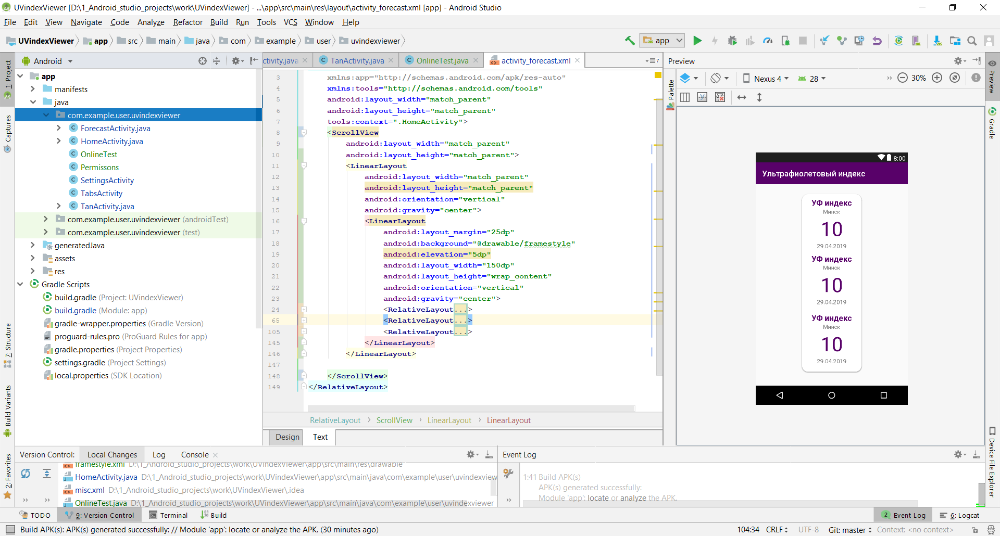 UVindexViewer [D:\1_Android_studio_projects\work\UVindexViewer] - ...\app\src\main\res\layout\activity_forecast.xml [app] - Android Studio
File Edit View Navigate Code Analyze Refactor Build Run Tools VCS Window Help
UVindexViewer app src main java com example user uvindexviewer
app
Android
ctivity.java TanActivity.java OnlineTest.java activity_forecast.xml
7
Preview
1: Project
Captures
7: Structure
Build Variants
2: Favorites
app
manifests
java
com.example.user.uvindexviewer
ForecastActivity.java
HomeActivity.java
OnlineTest
Permissons
SettingsActivity
TabsActivity
TanActivity.java
com.example.user.uvindexviewer (androidTest)
com.example.user.uvindexviewer (test)
generatedJava
assets
res
Gradle Scripts
build.gradle (Project: UVindexViewer)
build.gradle (Module: app)
gradle-wrapper.properties (Gradle Version)
proguard-rules.pro (ProGuard Rules for app)
gradle.properties (Project Properties)
settings.gradle (Project Settings)
local.properties (SDK Location)
3 xmlns:app="http://schemas.android.com/apk/res-auto"
4 xmlns:tools="http://schemas.android.com/tools"
5 android:layout_width="match_parent"
6 android:layout_height="match_parent"
7 tools:context=".HomeActivity">
8 <ScrollView
9 android:layout_width="match_parent"
10 android:layout_height="match_parent">
11 <LinearLayout
12 android:layout_width="match_parent"
13 android:layout_height="match_parent"
14 android:orientation="vertical"
15 android:gravity="center">
16 <LinearLayout
17 android:layout_margin="25dp"
18 android:background="@drawable/framestyle"
19 android:elevation="5dp"
20 android:layout_width="150dp"
21 android:layout_height="wrap_content"
22 android:orientation="vertical"
23 android:gravity="center">
24 <RelativeLayout...>
65 <RelativeLayout...>
105 <RelativeLayout...>
145 </LinearLayout>
146 </LinearLayout>
147
148 </ScrollView>
149 </RelativeLayout>
RelativeLayout ScrollView LinearLayout LinearLayout
Design Text
Palette
Nexus 4 28 30%
8:00
Ультрафиолетовый индекс
УФ индекс
Минск
10
29.04.2019
УФ индекс
Минск
10
29.04.2019
УФ индекс
Минск
10
29.04.2019
Preview
Gradle
Device File Explorer
Version Control: Local Changes Log Console
framestyle.xml D:\1_Android_studio_projects\work\UVindexViewer\app\src\main\res\drawable
HomeActivity.java D:\1_Android_studio_projects\work\UVindexViewer\app\src\main\java\com\example\user\uvindexview
misc.xml D:\1_Android_studio_projects\work\UVindexViewer\.idea
OnlineTest.java D:\1_Android_studio_projects\work\UVindexViewer\app\src\main\java\com\example\user\uvindexviewer
Event Log
1:41 Build APK(s)
APK(s) generated successfully:
Module 'app': locate or analyze the APK.
TODO 9: Version Control Terminal Build
2 Event Log 6: Logcat
Build APK(s): APK(s) generated successfully: // Module 'app': locate or analyze the APK. (30 minutes ago)
104:34 CRLF UTF-8 Git: master Context: <no context>